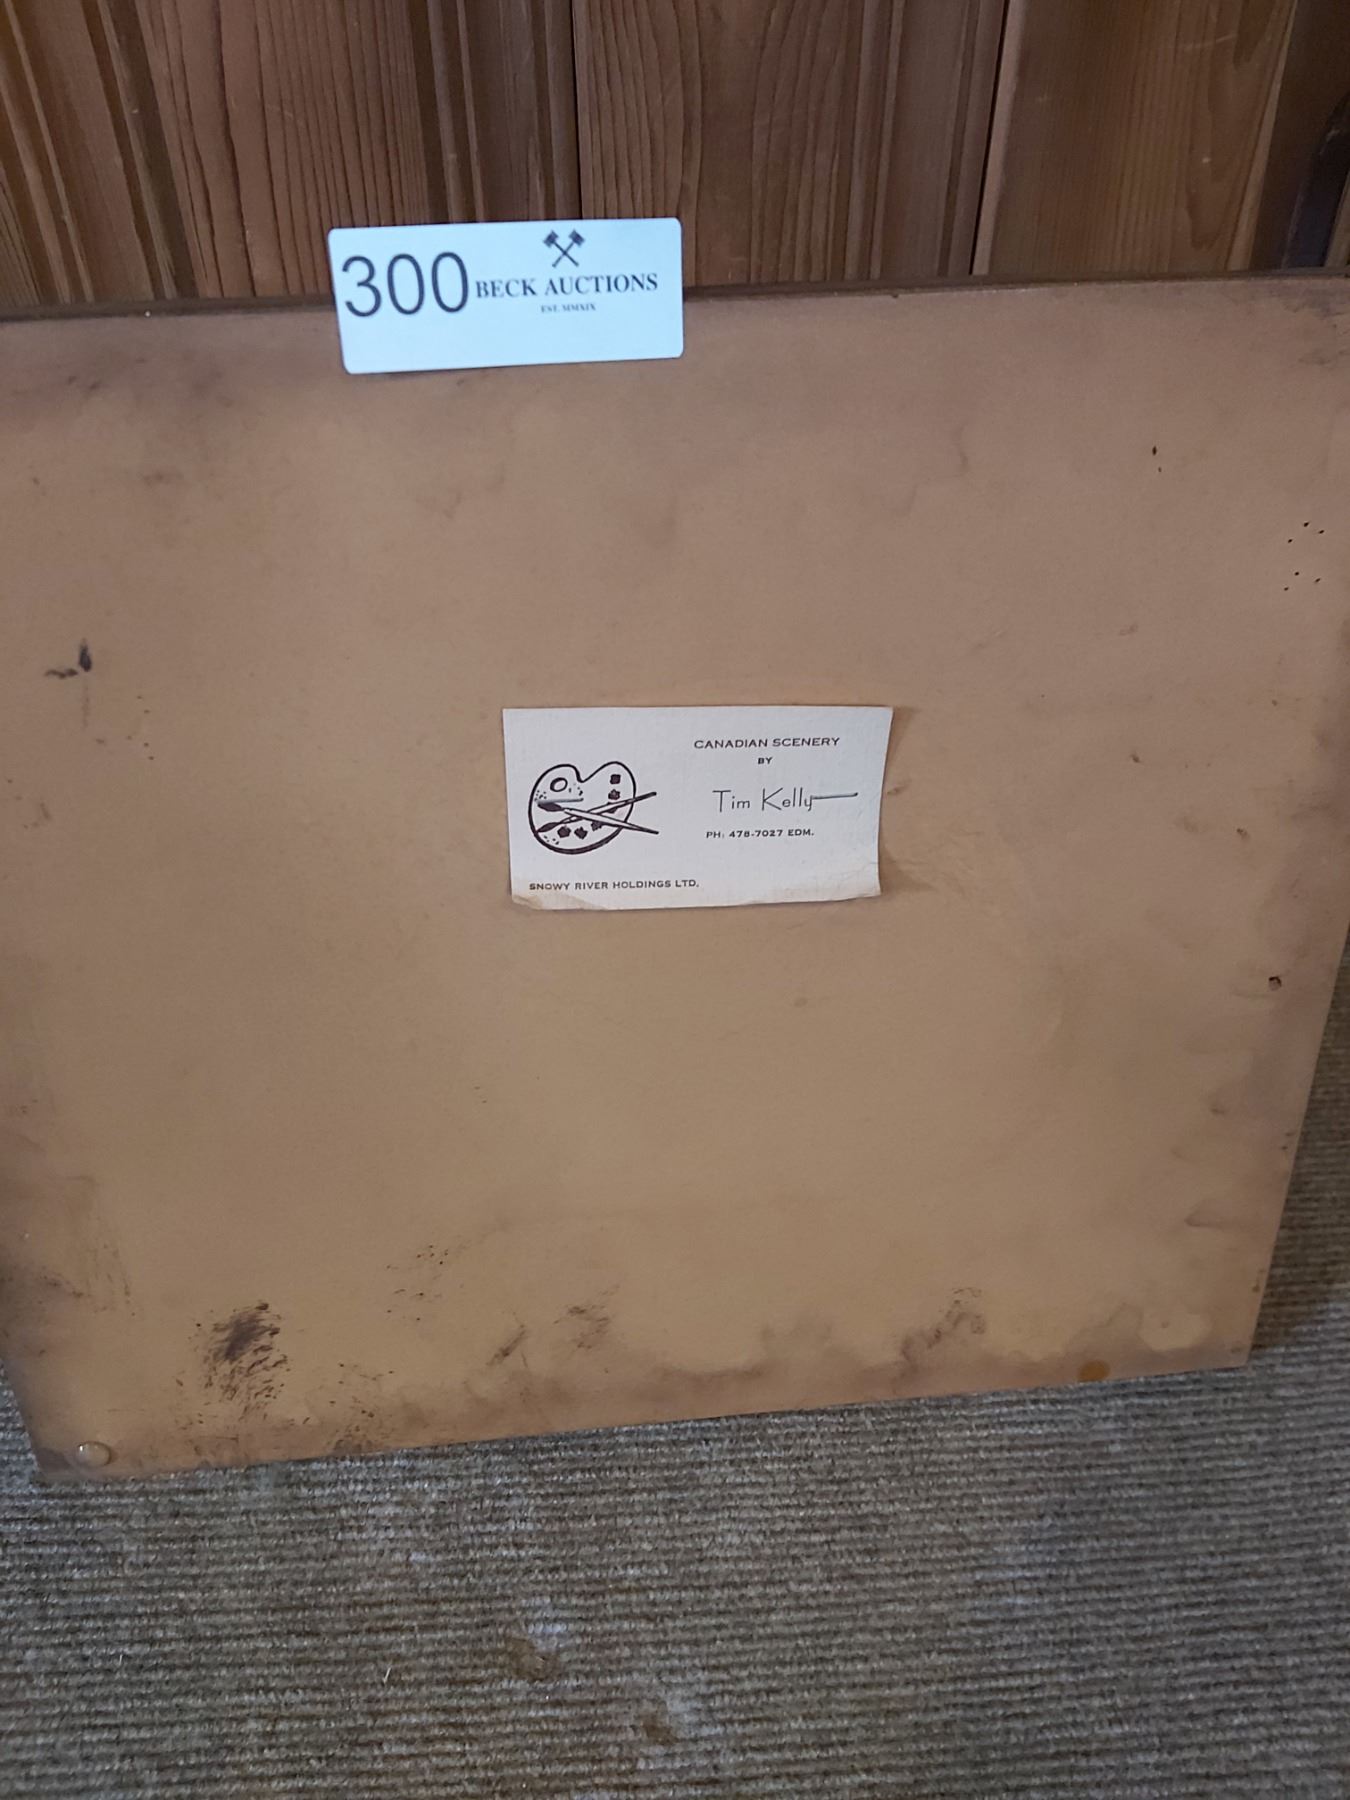 300
BECK AUCTIONS
EST. MMXIX
CANADIAN SCENERY
BY
Tim Kelly
PH: 478-7027 EDM.
SNOWY RIVER HOLDINGS LTD.